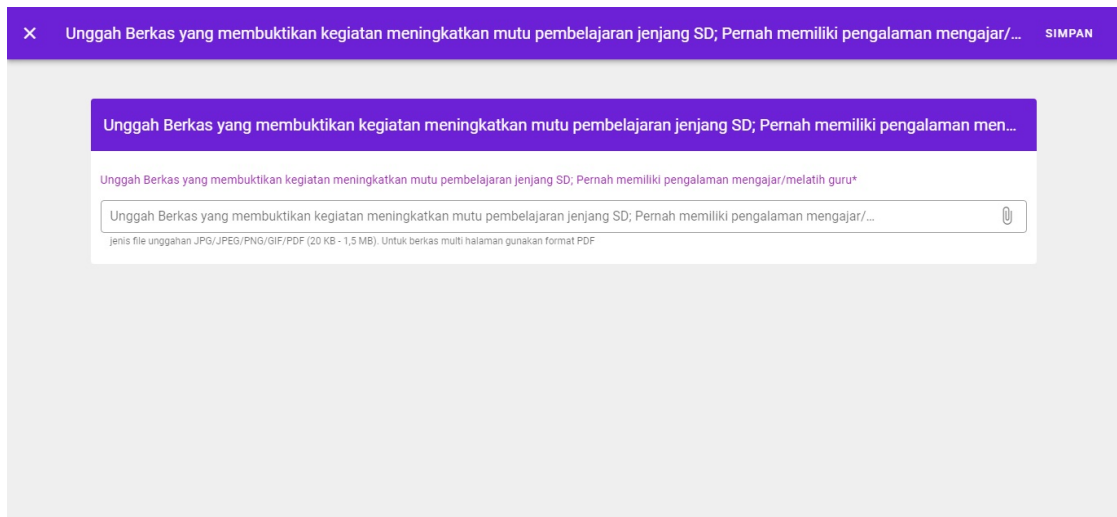 Unggah Berkas yang membuktikan kegiatan meningkatkan mutu pembelajaran jenjang SD; Pernah memiliki pengalaman mengajar/... SIMPAN
Unggah Berkas yang membuktikan kegiatan meningkatkan mutu pembelajaran jenjang SD; Pernah memiliki pengalaman men...
Unggah Berkas yang membuktikan kegiatan meningkatkan mutu pembelajaran jenjang SD; Pernah memiliki pengalaman mengajar/melatih guru*
Unggah Berkas yang membuktikan kegiatan meningkatkan mutu pembelajaran jenjang SD; Pernah memiliki pengalaman mengajar/...
jenis file unggahan JPG/JPEG/PNG/GIF/PDF (20 KB - 1,5 MB). Untuk berkas multi halaman gunakan format PDF